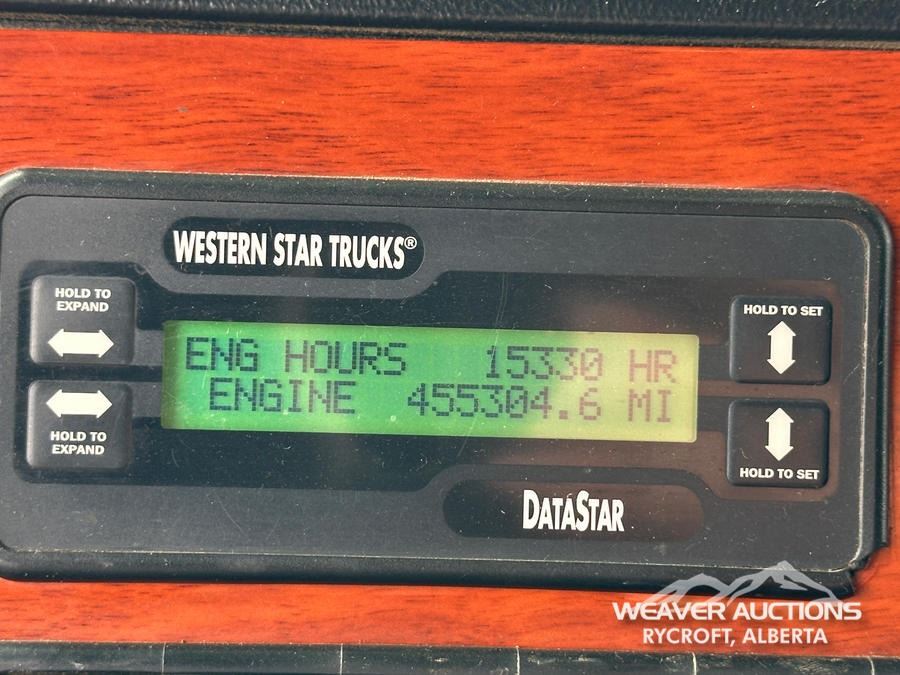 WESTERN STAR TRUCKS®
HOLD TO
EXPAND
HOLD TO SET
ENG HOURS 15330 HR
ENGINE 455304.6 MI
HOLD TO
EXPAND
HOLD TO SET
DATASTAR
WEAVER AUCTIONS
RYCROFT, ALBERTA